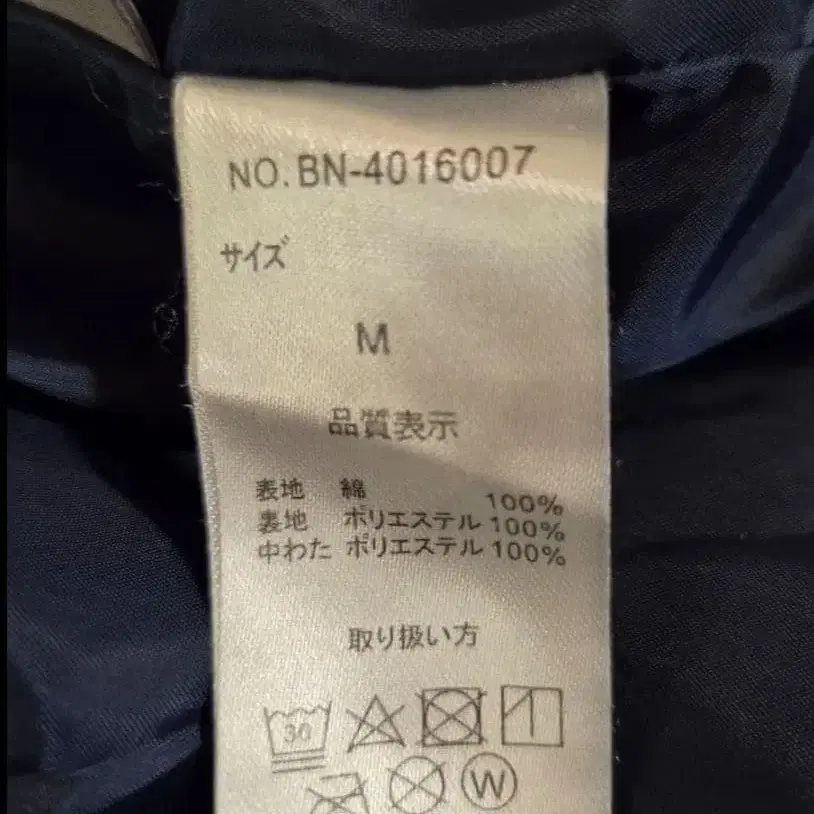 NO.BN-4016007
サイズ
M
品質表示
表地 綿 100%
裏地 ポリエステル 100%
中わた ポリエステル 100%
取り扱い方
30
W